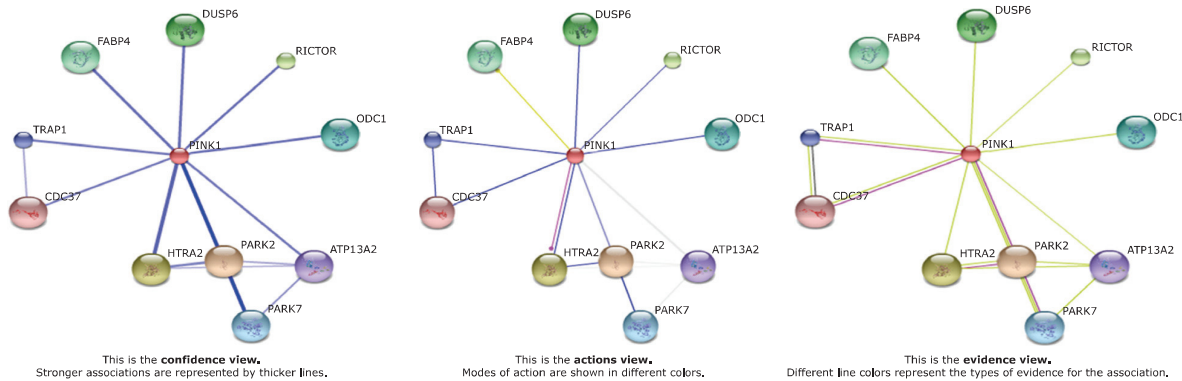 DUSP6
FABP4
RICTOR
ODC1
TRAP1
PINK1
CDC37
HTRA2
PARK2
ATP13A2
PARK7
This is the confidence view.
Stronger associations are represented by thicker lines.
DUSP6
FABP4
RICTOR
ODC1
TRAP1
PINK1
CDC37
HTRA2
PARK2
ATP13A2
PARK7
This is the actions view.
Modes of action are shown in different colors.
DUSP6
FABP4
RICTOR
ODC1
TRAP1
PINK1
CDC37
HTRA2
PARK2
ATP13A2
PARK7
This is the evidence view.
Different line colors represent the types of evidence for the association.